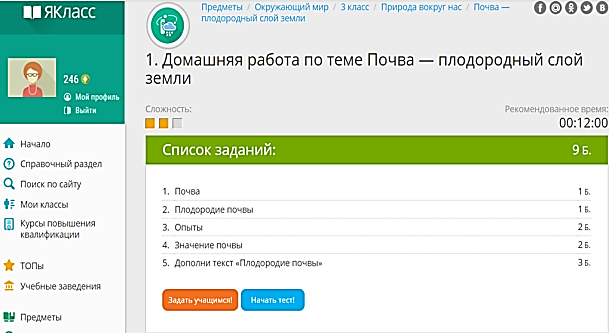 ЯКласс
246
Мой профиль
Выйти
Начало
Справочный раздел
Поиск по сайту
Мои классы
Курсы повышения
квалификации
ТОПы
Учебные заведения
Предметы
Предметы / Окружающий мир / 3 класс / Природа вокруг нас / Почва —
плодородный слой земли
1. Домашняя работа по теме Почва — плодородный слой
земли
Сложность:
Рекомендованное время:
00:12:00
Список заданий: 9 Б.
1. Почва 1 Б.
2. Плодородие почвы 1 Б.
3. Опыты 2 Б.
4. Значение почвы 2 Б.
5. Дополни текст «Плодородие почвы» 3 Б.
Задать учащимся!
Начать тест!